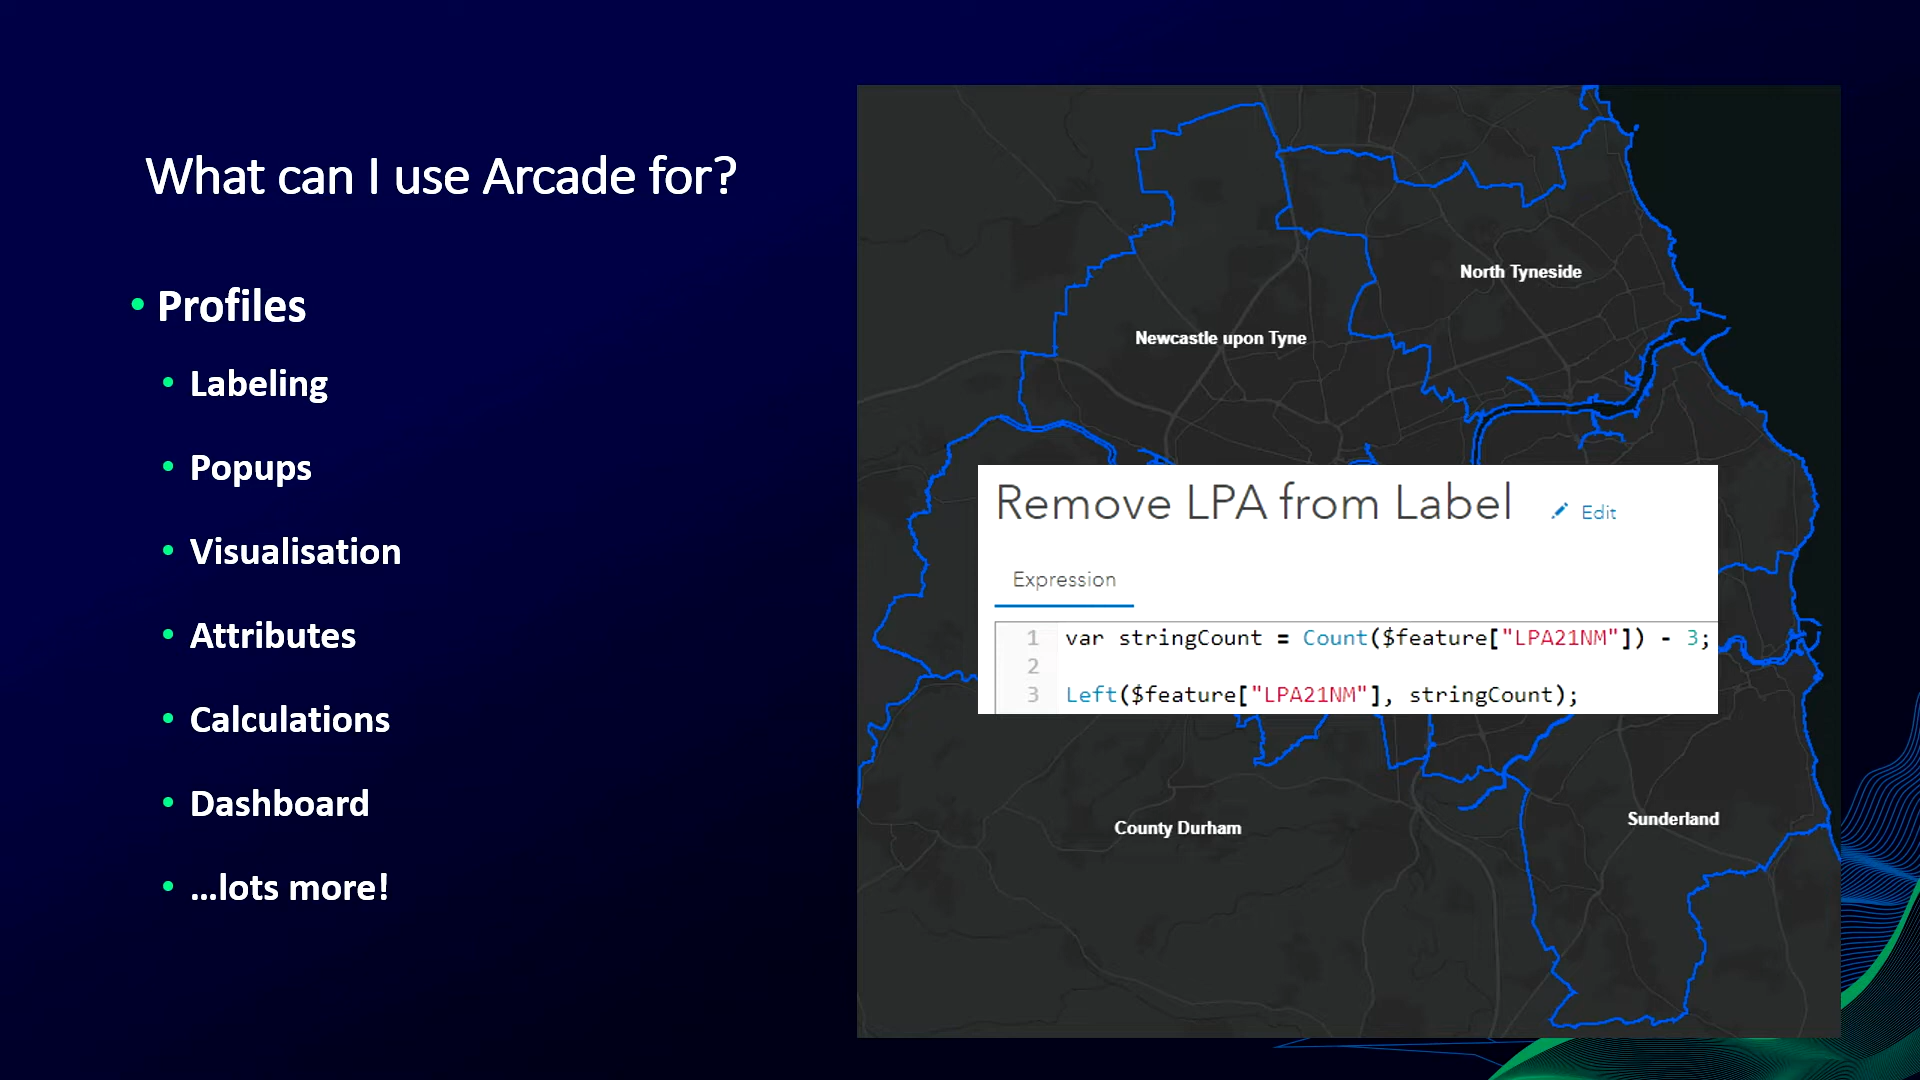 What can I use Arcade for?
• Profiles
• Labeling
• Popups
• Visualisation
• Attributes
• Calculations
• Dashboard
• ...lots more!
North Tyneside
Newcastle upon Tyne
Remove LPA from Label
Edit
Expression
1 var stringCount = Count($feature["LPA21NM"]) - 3;
2
3 Left($feature["LPA21NM"], stringCount);
County Durham
Sunderland